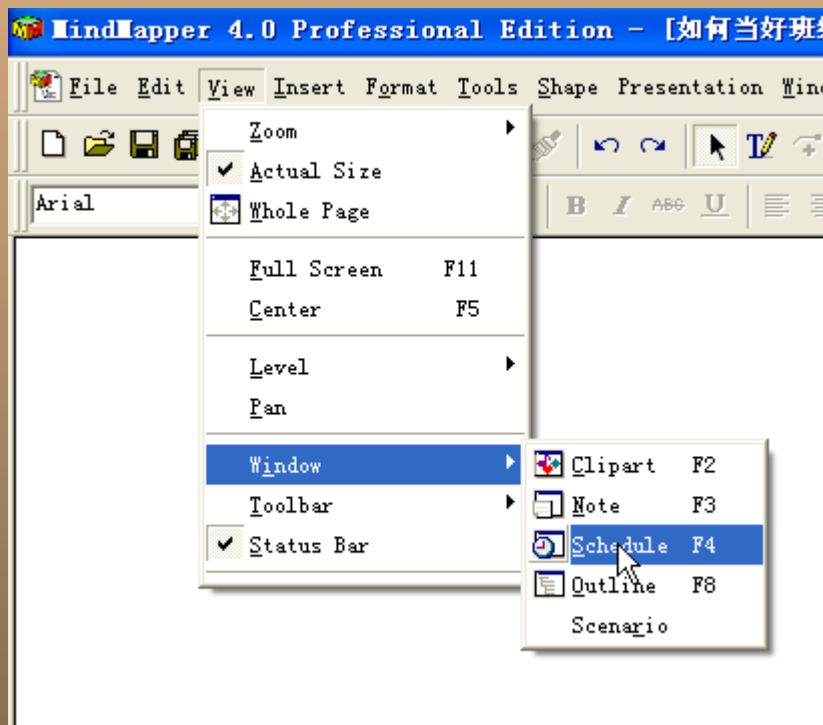 MindMapper 4.0 Professional Edition - [如何当好班
File Edit View Insert Format Tools Shape Presentation
Arial
B I ABC U
Zoom
Actual Size
Whole Page
Full Screen F11
Center F5
Level
Pan
Window
Toolbar
Status Bar
Clipart F2
Note F3
Schedule F4
Outline F8
Scenario